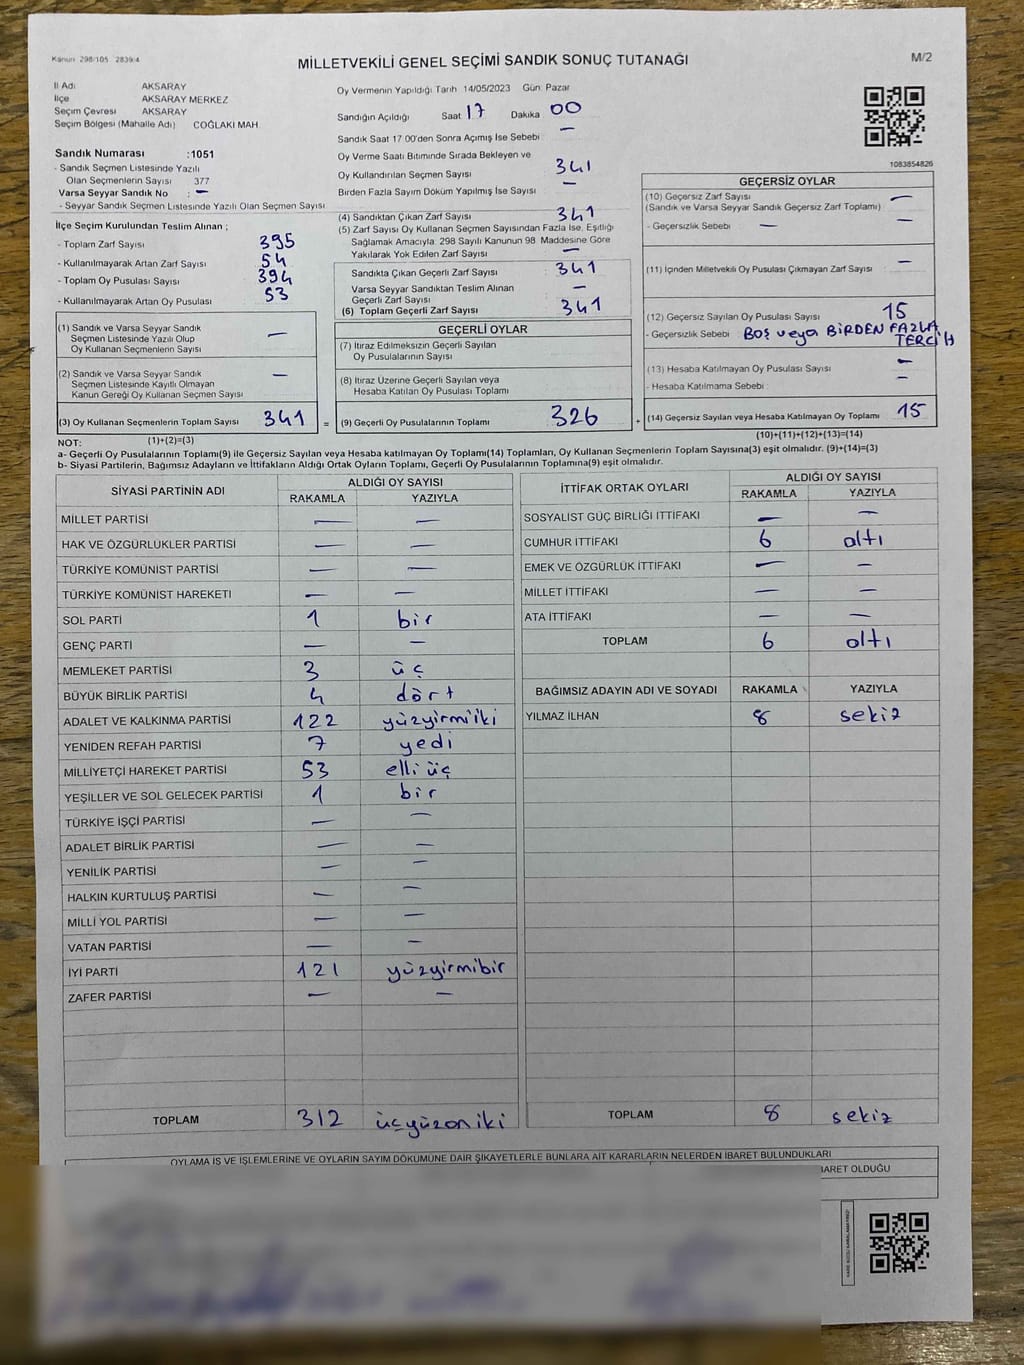 Kanun 298/105 2839/4
MİLLETVEKİLİ GENEL SEÇİMİ SANDIK SONUÇ TUTANAĞI
M/2
İl Adı AKSARAY
İlçe AKSARAY MERKEZ
Seçim Çevresi AKSARAY
Seçim Bölgesi (Mahalle Adı) COĞLAKI MAH
Sandık Numarası :1051
- Sandık Seçmen Listesinde Yazılı
Olan Seçmenlerin Sayısı 377
Varsa Seyyar Sandık No : —
- Seyyar Sandık Seçmen Listesinde Yazılı Olan Seçmen Sayısı
Oy Vermenin Yapıldığı Tarih 14/05/2023 Gün: Pazar
Sandığın Açıldığı Saat 17 Dakika 00
Sandık Saat 17 00'den Sonra Açımış İse Sebebi : —
Oy Verme Saati Bitiminde Sırada Bekleyen ve
Oy Kullandırılan Seçmen Sayısı 341
Birden Fazla Sayım Döküm Yapılmış İse Sayısı —
1083854826
İlçe Seçim Kurulundan Teslim Alınan ;
- Toplam Zarf Sayısı 395
- Kullanılmayarak Artan Zarf Sayısı 54
- Toplam Oy Pusulası Sayısı 394
- Kullanılmayarak Artan Oy Pusulası 53
(4) Sandıktan Çıkan Zarf Sayısı 341
(5) Zarf Sayısı Oy Kullanan Seçmen Sayısından Fazla İse, Eşitliği
Sağlamak Amacıyla. 298 Sayılı Kanunun 98 Maddesine Göre
Yakılarak Yok Edilen Zarf Sayısı —
Sandıkta Çıkan Geçerli Zarf Sayısı 341
Varsa Seyyar Sandıktan Teslim Alınan
Geçerli Zarf Sayısı —
(6) Toplam Geçerli Zarf Sayısı 341
GEÇERSİZ OYLAR
(10) Geçersiz Zarf Sayısı —
(Sandık ve Varsa Seyyar Sandık Geçersiz Zarf Toplamı) —
- Geçersizlik Sebebi : —
(11) İçinden Milletvekili Oy Pusulası Çıkmayan Zarf Sayısı —
(12) Geçersiz Sayılan Oy Pusulası Sayısı 15
- Geçersizlik Sebebi : BOŞ veya BİRDEN FAZLA
TERCİH
(13) Hesaba Katılmayan Oy Pusulası Sayısı —
- Hesaba Katılmama Sebebi : —
(14) Geçersiz Sayılan veya Hesaba Katılmayan Oy Toplamı 15
(1) Sandık ve Varsa Seyyar Sandık
Seçmen Listesinde Yazılı Olup
Oy Kullanan Seçmenlerin Sayısı —
(2) Sandık ve Varsa Seyyar Sandık
Seçmen Listesinde Kayıtlı Olmayan
Kanun Gereği Oy Kullanan Seçmen Sayısı —
(3) Oy Kullanan Seçmenlerin Toplam Sayısı 341 =
GEÇERLİ OYLAR
(7) İtiraz Edilmeksizin Geçerli Sayılan
Oy Pusulalarının Sayısı
(8) İtiraz Üzerine Geçerli Sayılan veya
Hesaba Katılan Oy Pusulası Toplamı
(9) Geçerli Oy Pusulalarının Toplamı 326 +
NOT: (1)+(2)=(3) (10)+(11)+(12)+(13)=(14)
a- Geçerli Oy Pusulalarının Toplamı(9) ile Geçersiz Sayılan veya Hesaba katılmayan Oy Toplamı(14) Toplamları, Oy Kullanan Seçmenlerin Toplam Sayısına(3) eşit olmalıdır. (9)+(14)=(3)
b- Siyasi Partilerin, Bağımsız Adayların ve İttifakların Aldığı Ortak Oyların Toplamı, Geçerli Oy Pusulalarının Toplamına(9) eşit olmalıdır.
SİYASİ PARTİNİN ADI ALDIĞI OY SAYISI
RAKAMLA YAZIYLA
MİLLET PARTİSİ — —
HAK VE ÖZGÜRLÜKLER PARTİSİ — —
TÜRKİYE KOMÜNİST PARTİSİ — —
TÜRKİYE KOMÜNİST HAREKETİ — —
SOL PARTİ 1 bir
GENÇ PARTİ — —
MEMLEKET PARTİSİ 3 üç
BÜYÜK BİRLİK PARTİSİ 4 dört
ADALET VE KALKINMA PARTİSİ 122 yüzyirmiiki
YENİDEN REFAH PARTİSİ 7 yedi
MİLLİYETÇİ HAREKET PARTİSİ 53 elli üç
YEŞİLLER VE SOL GELECEK PARTİSİ 1 bir
TÜRKİYE İŞÇİ PARTİSİ — —
ADALET BİRLİK PARTİSİ — —
YENİLİK PARTİSİ — —
HALKIN KURTULUŞ PARTİSİ — —
MİLLİ YOL PARTİSİ — —
VATAN PARTİSİ — —
İYİ PARTİ 121 yüzyirmibir
ZAFER PARTİSİ — —
TOPLAM 312 üçyüzoniki
İTTİFAK ORTAK OYLARI ALDIĞI OY SAYISI
RAKAMLA YAZIYLA
SOSYALİST GÜÇ BİRLİĞİ İTTİFAKI — —
CUMHUR İTTİFAKI 6 altı
EMEK VE ÖZGÜRLÜK İTTİFAKI — —
MİLLET İTTİFAKI — —
ATA İTTİFAKI — —
TOPLAM 6 altı
BAĞIMSIZ ADAYIN ADI VE SOYADI RAKAMLA YAZIYLA
YILMAZ İLHAN 8 sekiz
TOPLAM 8 sekiz
OYLAMA İŞ VE İŞLEMLERİNE VE OYLARIN SAYIM DÖKÜMÜNE DAİR ŞİKAYETLERLE BUNLARA AİT KARARLARIN NELERDEN İBARET BULUNDUKLARI
İBARET OLDUĞU